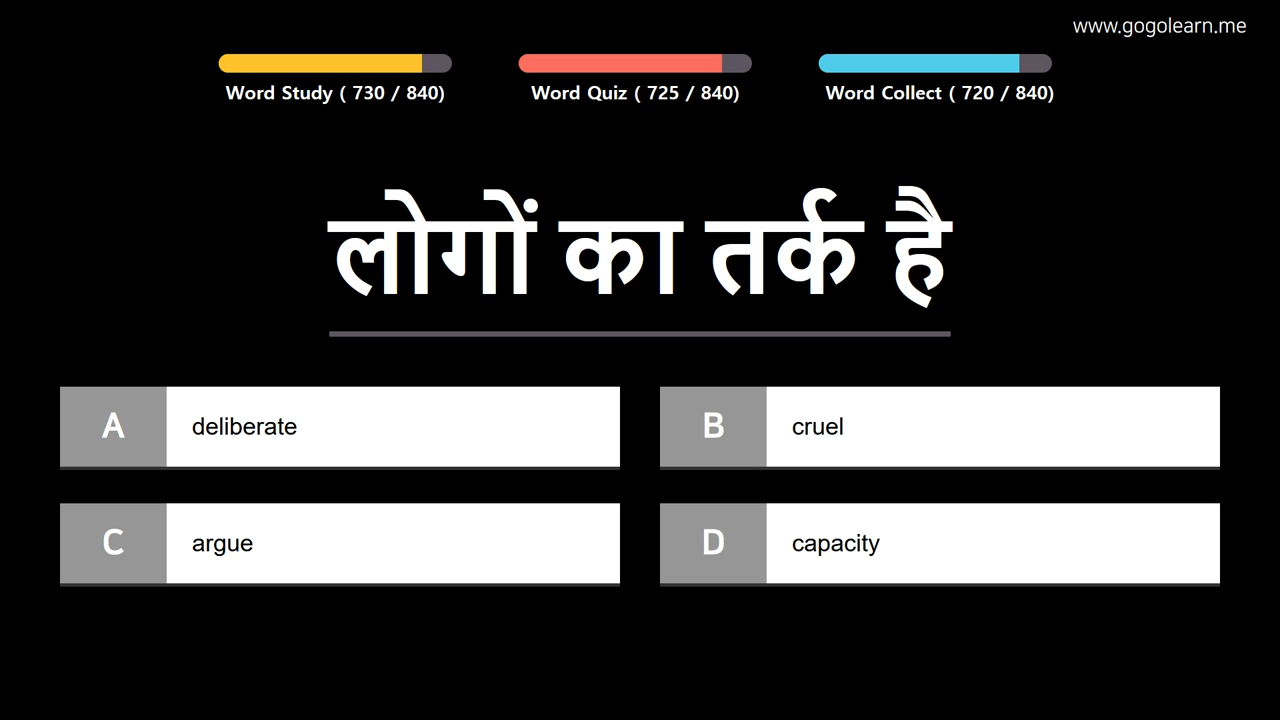 www.gogolearn.me
Word Study ( 730 / 840)
Word Quiz ( 725 / 840)
Word Collect ( 720 / 840)
लोगों का तर्क है
A deliberate
B cruel
C argue
D capacity